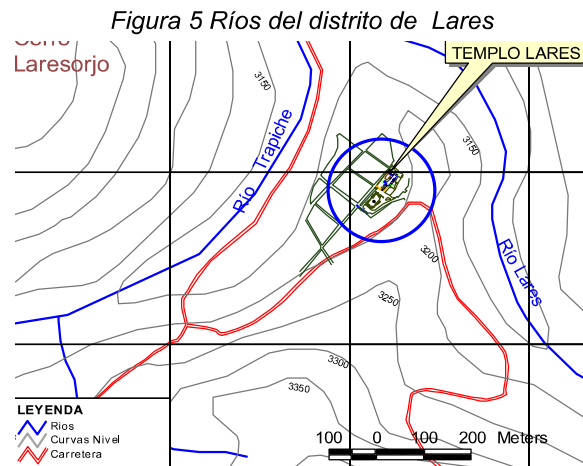 Figura 5 Ríos del distrito de Lares
Cerro
Laresorjo
TEMPLO LARES
3150
3150
Río Trapiche
3200
Río Lares
3250
3300
3350
LEYENDA
Rios
Curvas Nivel
Carretera
100 0 100 200 Meters